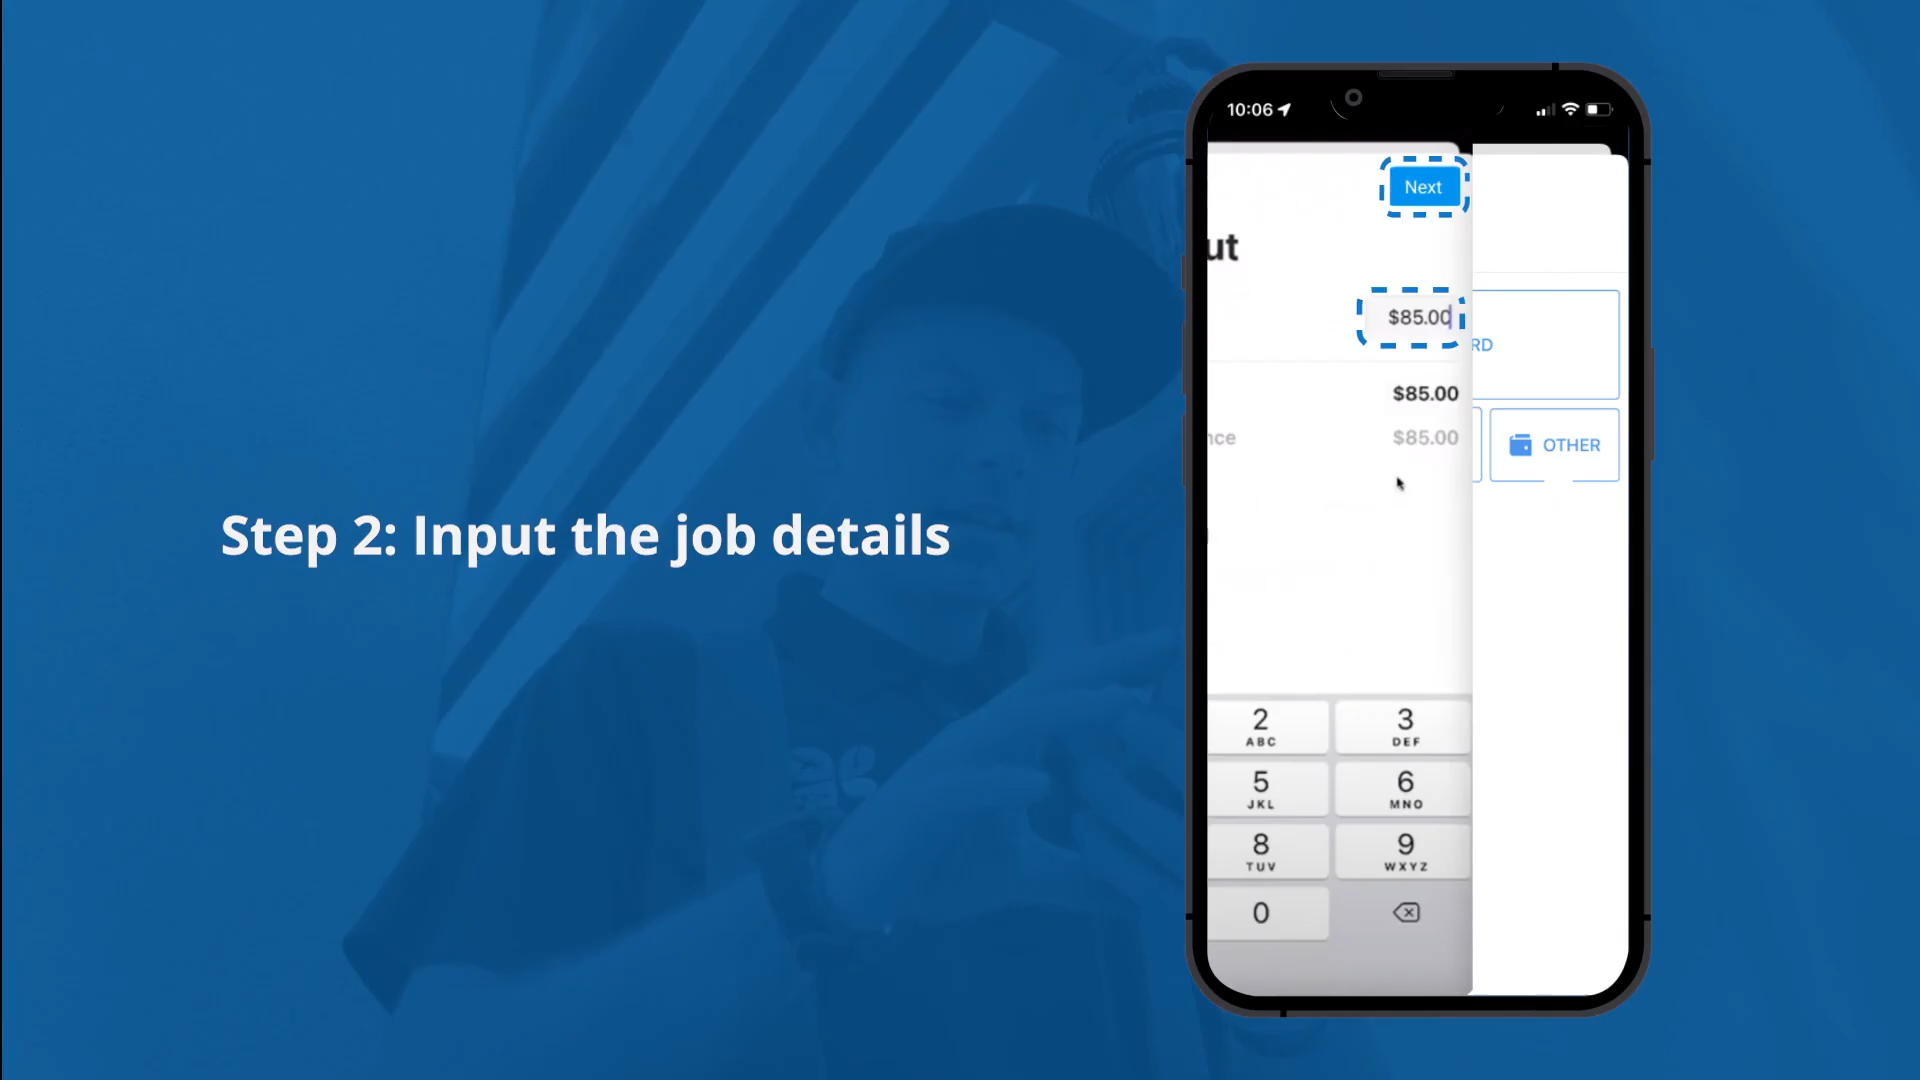 Step 2: Input the job details
10:06
Next
ut
$85.00
RD
$85.00
nce
$85.00
OTHER
2
ABC
3
DEF
5
JKL
6
MNO
8
TUV
9
WXYZ
0